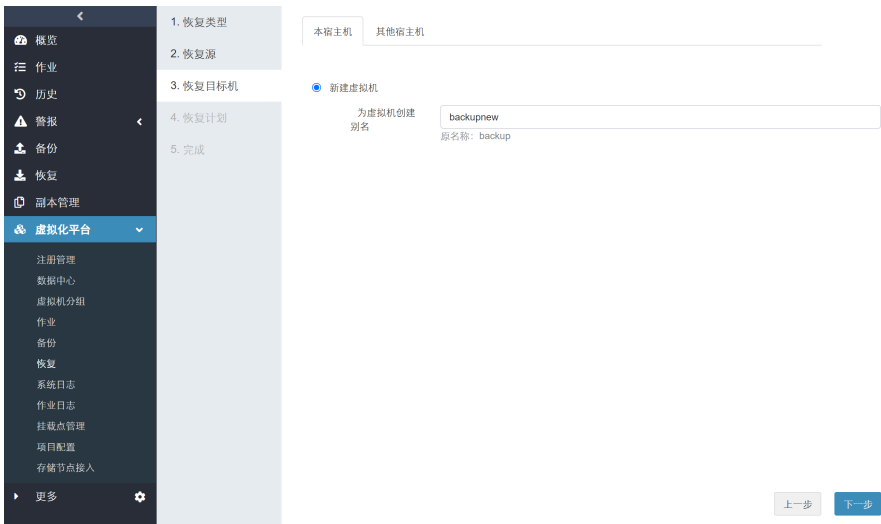 概览
作业
历史
警报
备份
恢复
副本管理
虚拟化平台
注册管理
数据中心
虚拟机分组
作业
备份
恢复
系统日志
作业日志
挂载点管理
项目配置
存储节点接入
更多
1. 恢复类型
2. 恢复源
3. 恢复目标机
4. 恢复计划
5. 完成
本宿主机
其他宿主机
新建虚拟机
为虚拟机创建
别名
backupnew
原名称：backup
上一步
下一步